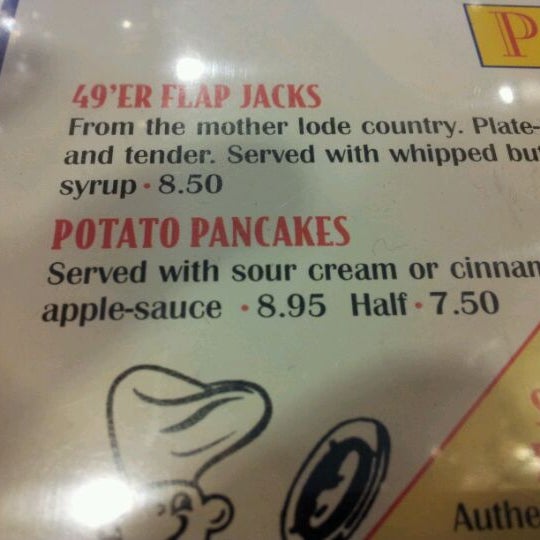 P
49'ER FLAP JACKS
From the mother lode country. Plate-
and tender. Served with whipped but
syrup • 8.50
POTATO PANCAKES
Served with sour cream or cinnam
apple-sauce • 8.95 Half • 7.50
Authe